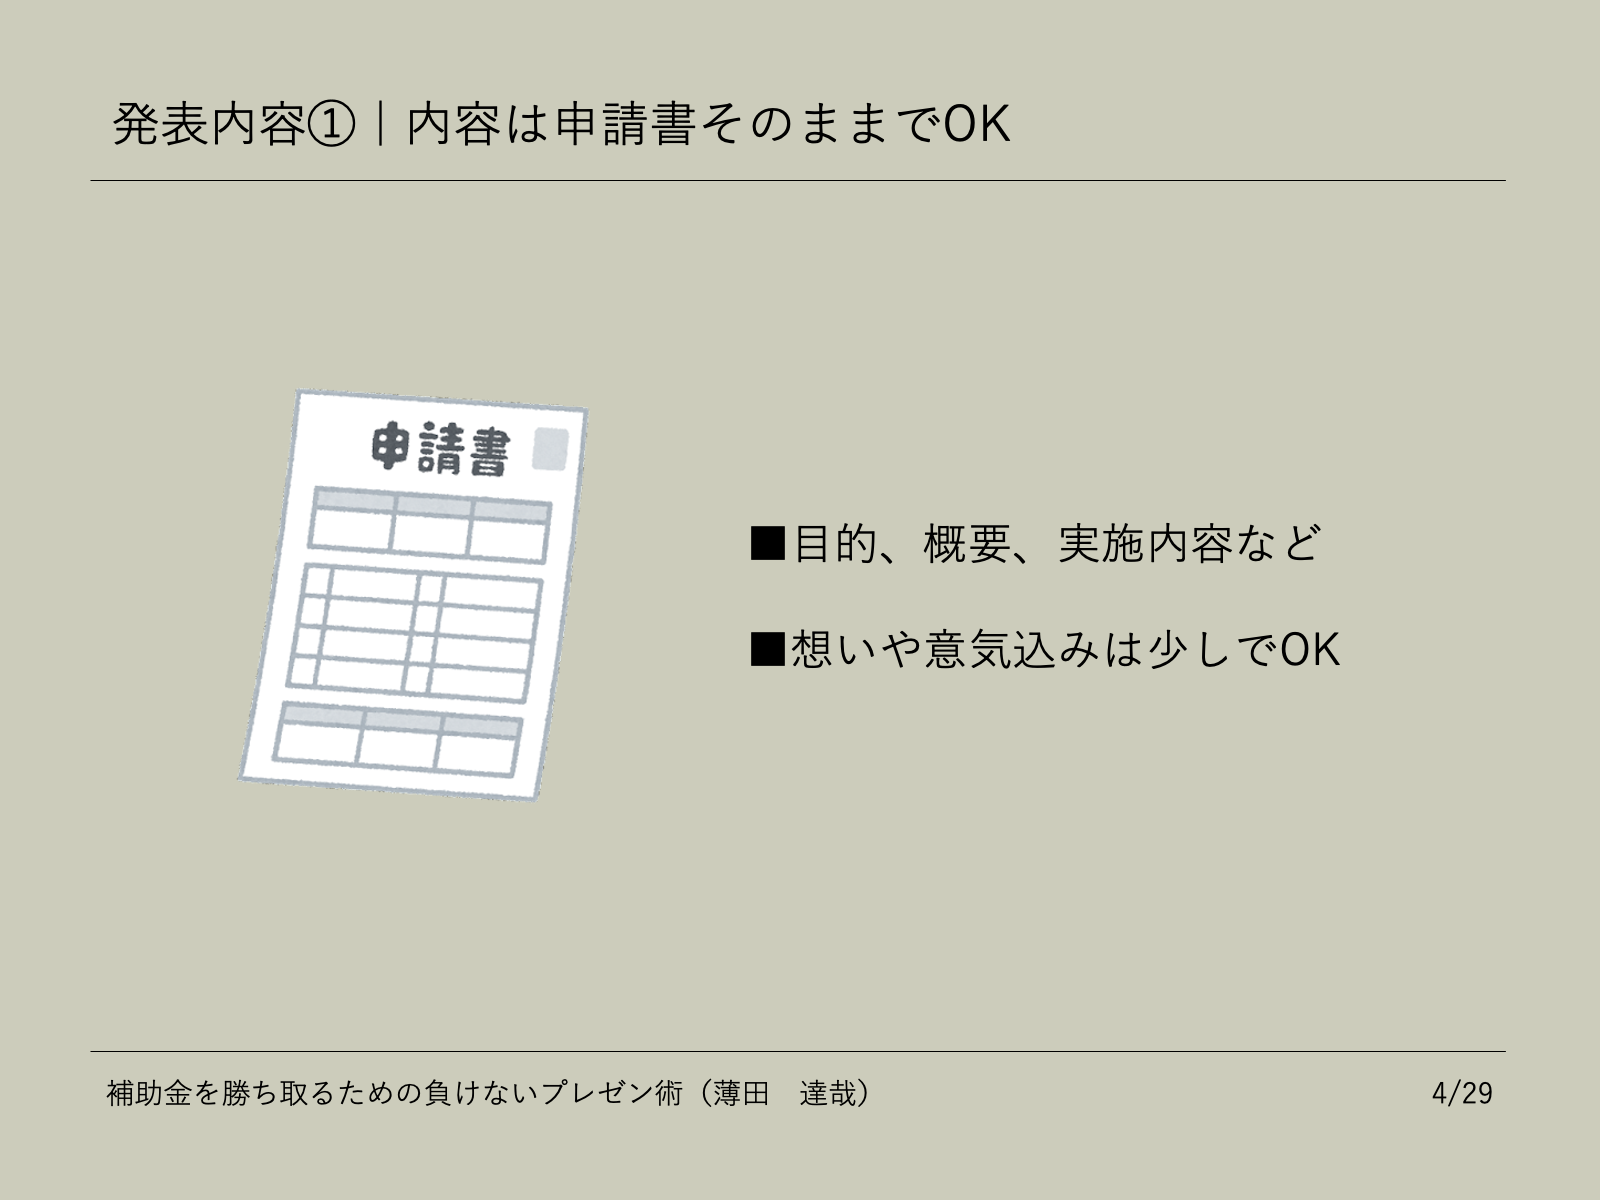 発表内容①｜内容は申請書そのままでOK
申請書
■目的、概要、実施内容など
■想いや意気込みは少しでOK
補助金を勝ち取るための負けないプレゼン術（薄田　達哉）
4/29